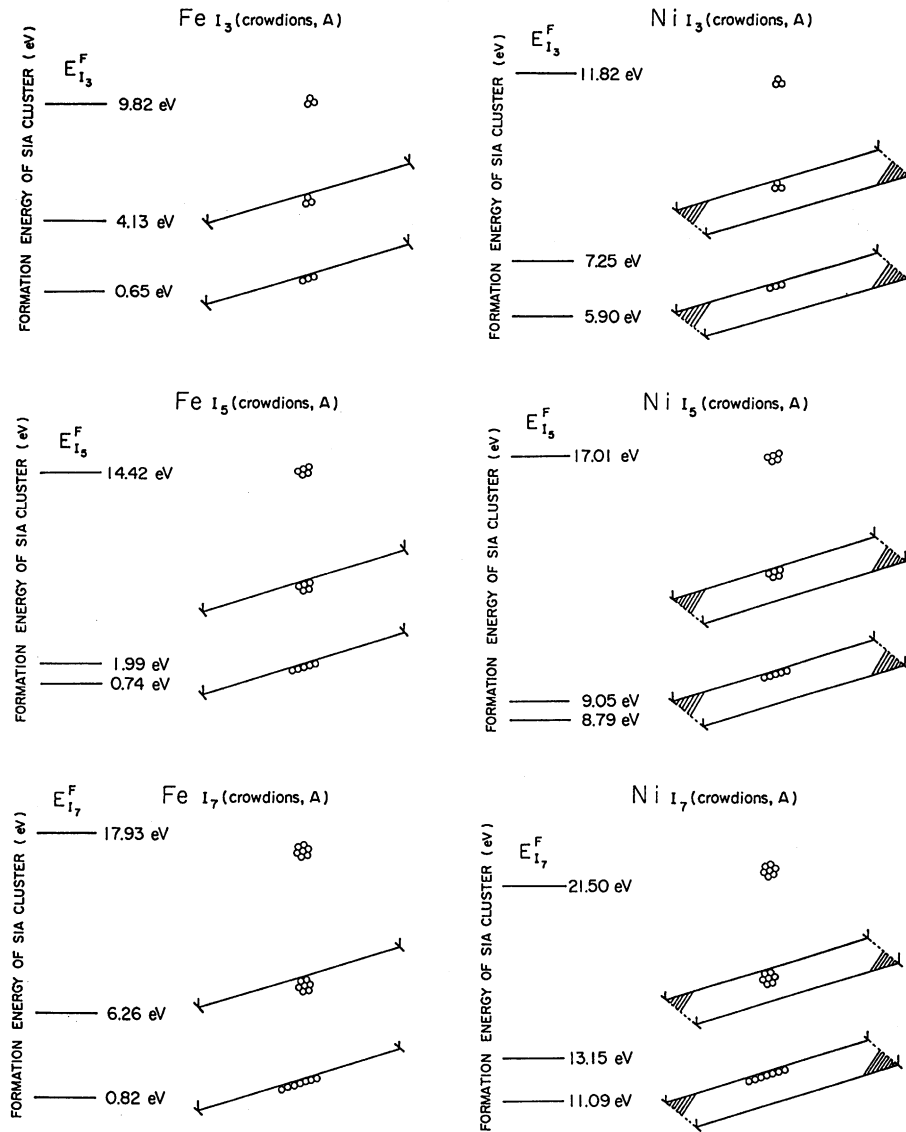 Fe I3 (crowdions, A)
FORMATION ENERGY OF SIA CLUSTER (eV)
E^F_I3
9.82 eV
4.13 eV
0.65 eV
Ni I3 (crowdions, A)
FORMATION ENERGY OF SIA CLUSTER (eV)
E^F_I3
11.82 eV
7.25 eV
5.90 eV
Fe I5 (crowdions, A)
FORMATION ENERGY OF SIA CLUSTER (eV)
E^F_I5
14.42 eV
1.99 eV
0.74 eV
Ni I5 (crowdions, A)
FORMATION ENERGY OF SIA CLUSTER (eV)
E^F_I5
17.01 eV
9.05 eV
8.79 eV
Fe I7 (crowdions, A)
FORMATION ENERGY OF SIA CLUSTER (eV)
E^F_I7
17.93 eV
6.26 eV
0.82 eV
Ni I7 (crowdions, A)
FORMATION ENERGY OF SIA CLUSTER (eV)
E^F_I7
21.50 eV
13.15 eV
11.09 eV